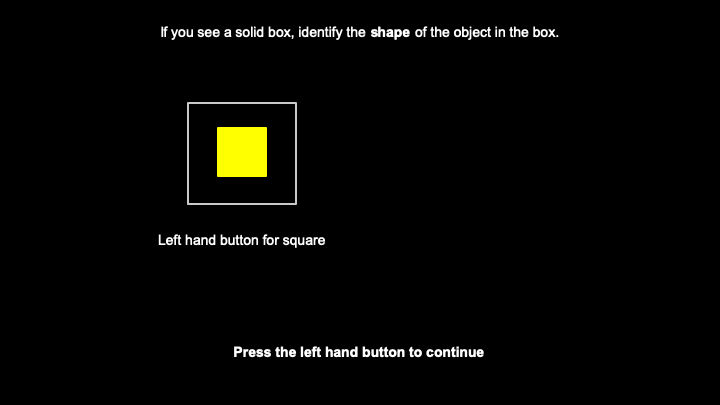 If you see a solid box, identify the shape of the object in the box.
Left hand button for square
Press the left hand button to continue